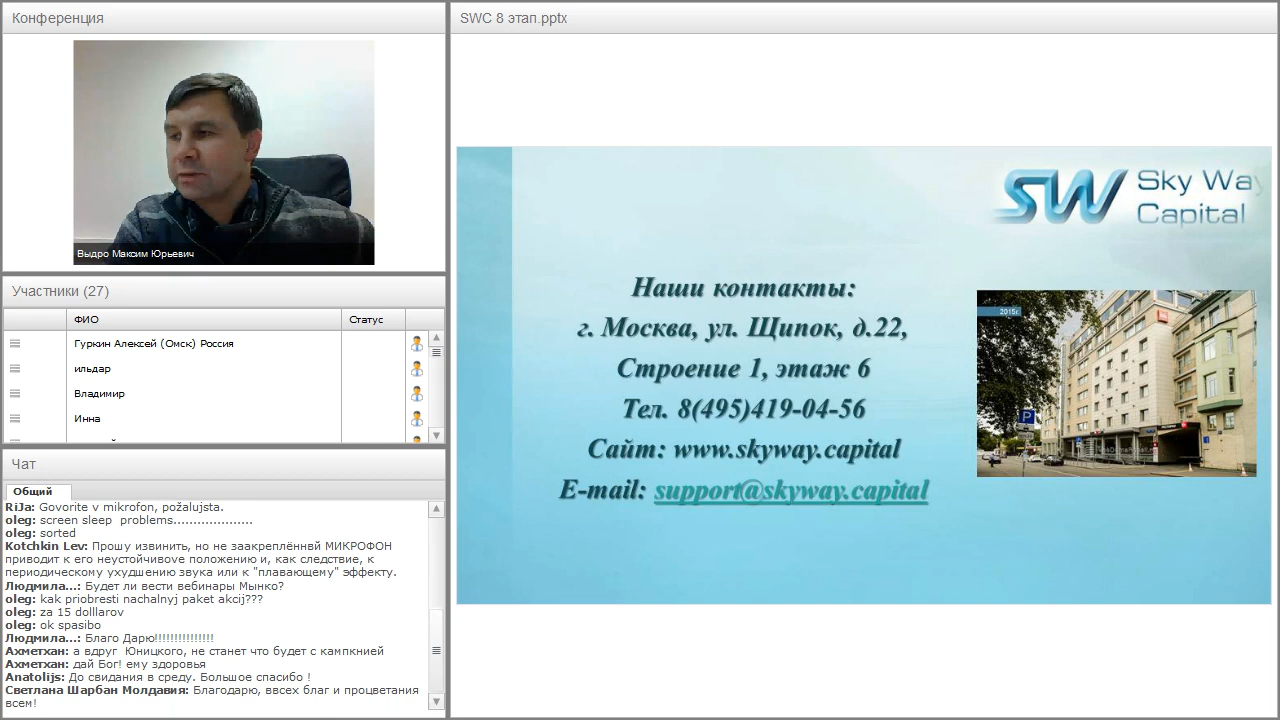 Конференция
Выдро Максим Юрьевич
Участники (27)
ФИО
Статус
Гуркин Алексей (Омск) Россия
ильдар
Владимир
Инна
Чат
Общий
RiJa: Govorite v mikrofon, požalujsta.
oleg: screen sleep problems....................
oleg: sorted
Kotchkin Lev: Прошу извинить, но не заакреплённвй МИКРОФОН
приводит к его неустойчивоve положению и, как следствие, к
периодическому ухудшению звука или к "плавающему" эффекту.
Людмила...: Будет ли вести вебинары Мынко?
oleg: kak priobresti nachalnyj paket akcij???
oleg: za 15 dolllarov
oleg: ok spasibo
Людмила...: Благо Дарю!!!!!!!!!!!!!!!
Ахметхан: а вдруг Юницкого, не станет что будет с кампкнией
Ахметхан: дай Бог! ему здоровья
Anatolijs: До свидания в среду. Большое спасибо !
Светлана Шарбан Молдавия: Благодарю, ввсех благ и процветания
всем!
SWC 8 этап.pptx
SW Sky Way
Capital
Наши контакты:
г. Москва, ул. Щипок, д.22,
Строение 1, этаж 6
Тел. 8(495)419-04-56
Сайт: www.skyway.capital
E-mail: support@skyway.capital
2015г
P